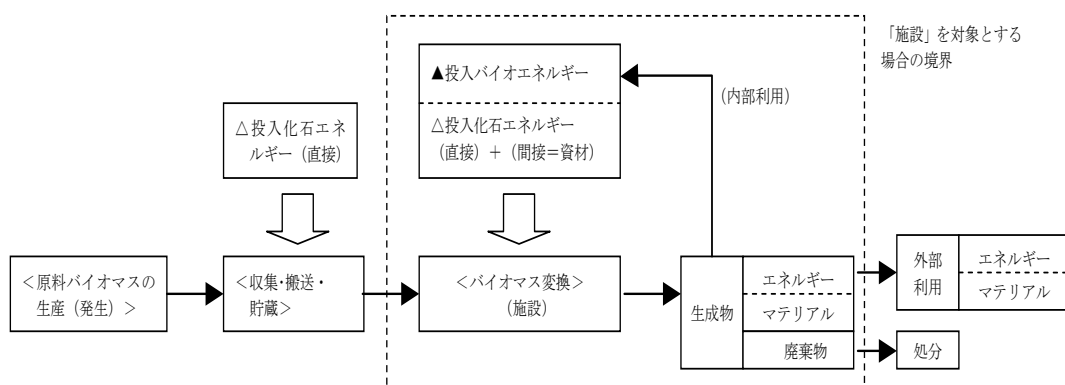 「施設」を対象とする
場合の境界
▲投入バイオエネルギー
(内部利用)
△投入化石エネ
ルギー(直接)
△投入化石エネルギー
(直接)+(間接=資材)
<原料バイオマスの
生産(発生)>
<収集・搬送・
貯蔵>
<バイオマス変換>
(施設)
生成物
エネルギー
マテリアル
廃棄物
外部
利用
エネルギー
マテリアル
処分